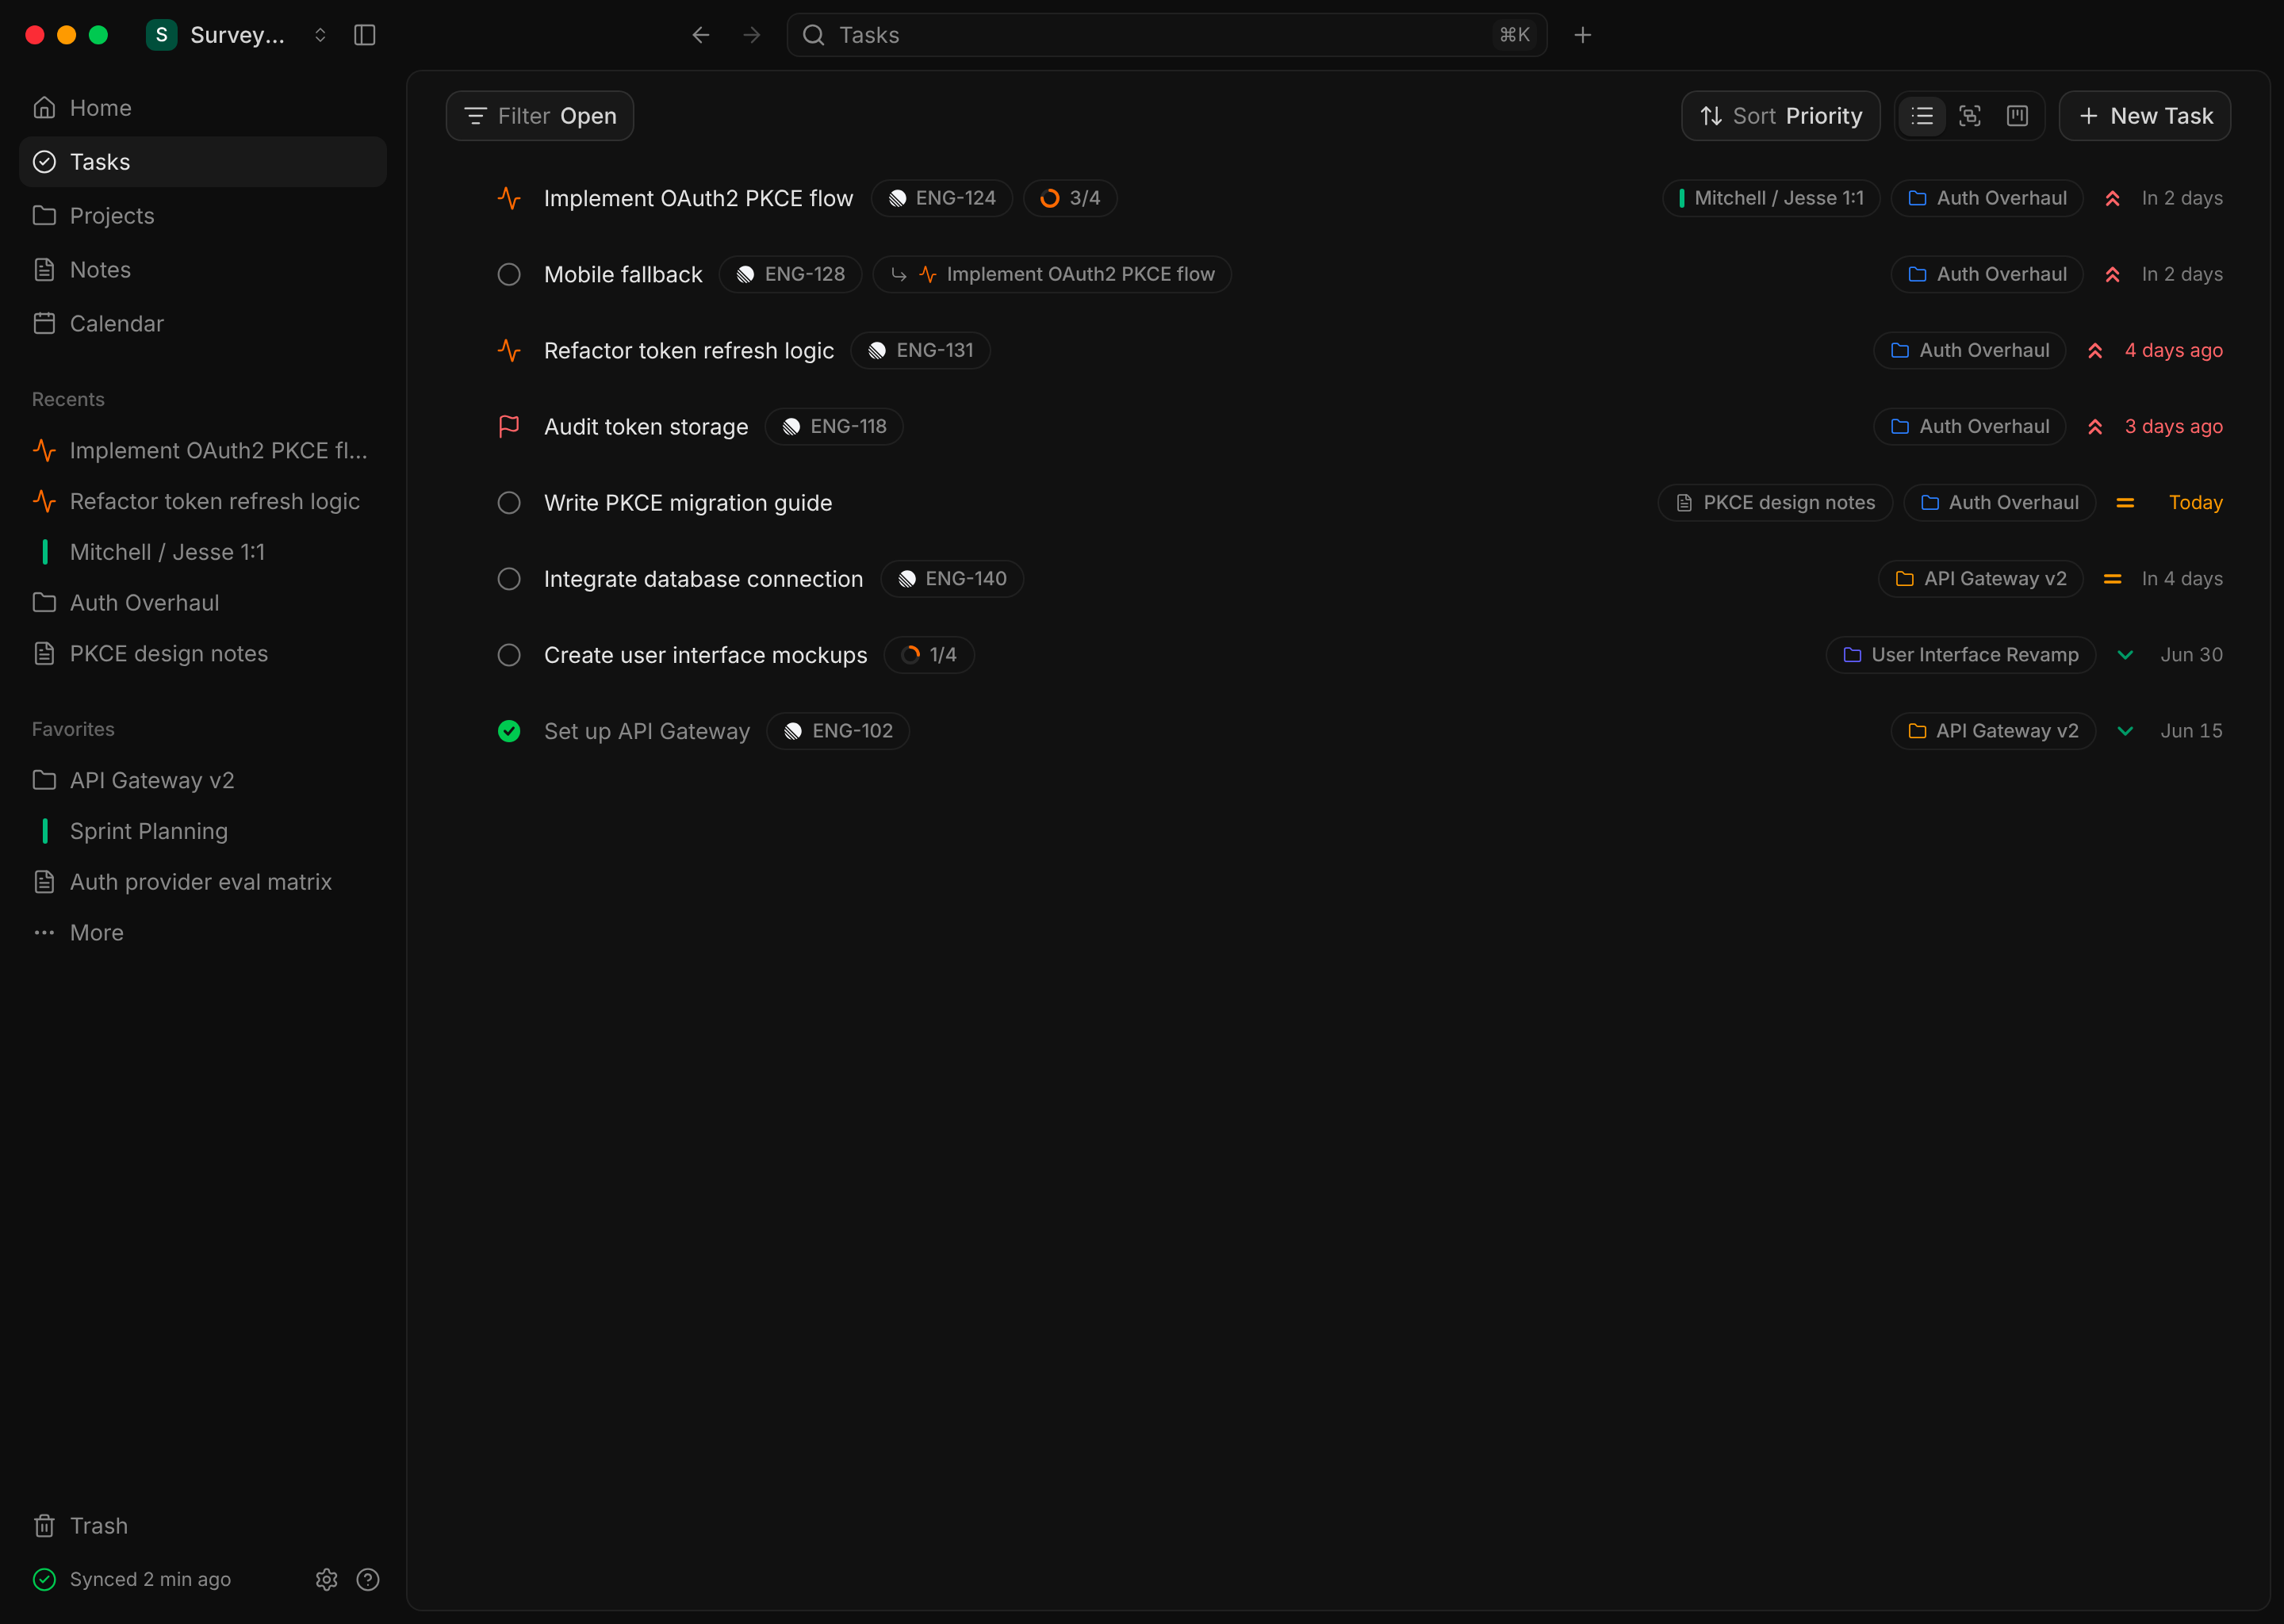 S Survey...
Tasks ⌘K
Home
Tasks
Projects
Notes
Calendar
Recents
Implement OAuth2 PKCE fl...
Refactor token refresh logic
Mitchell / Jesse 1:1
Auth Overhaul
PKCE design notes
Favorites
API Gateway v2
Sprint Planning
Auth provider eval matrix
More
Trash
Synced 2 min ago
Filter Open
Sort Priority
New Task
Implement OAuth2 PKCE flow ENG-124 3/4 Mitchell / Jesse 1:1 Auth Overhaul In 2 days
Mobile fallback ENG-128 Implement OAuth2 PKCE flow Auth Overhaul In 2 days
Refactor token refresh logic ENG-131 Auth Overhaul 4 days ago
Audit token storage ENG-118 Auth Overhaul 3 days ago
Write PKCE migration guide PKCE design notes Auth Overhaul Today
Integrate database connection ENG-140 API Gateway v2 In 4 days
Create user interface mockups 1/4 User Interface Revamp Jun 30
Set up API Gateway ENG-102 API Gateway v2 Jun 15